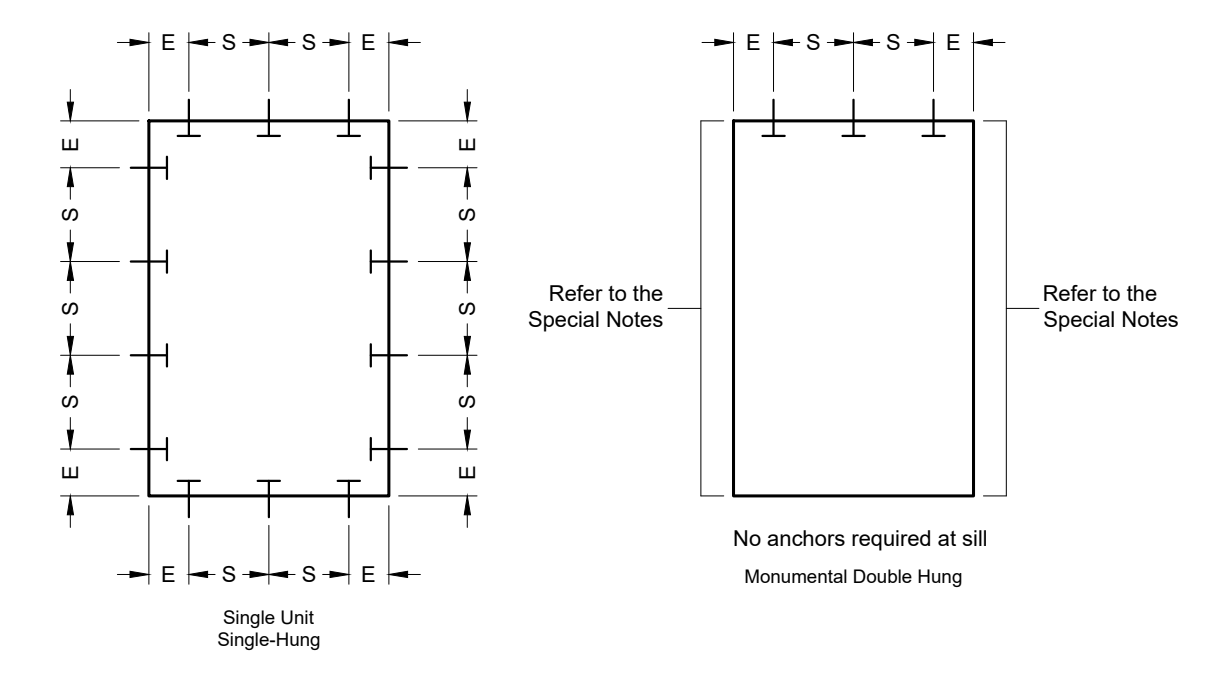 E S S E
E S S E
E E
S S
S S
Refer to the
Special Notes
Refer to the
Special Notes
S S
E E
No anchors required at sill
E S S E
Monumental Double Hung
Single Unit
Single-Hung